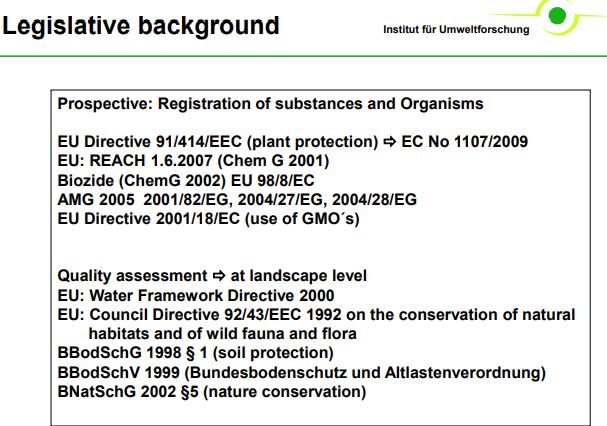 Legislative background
Institut für Umweltforschung
Prospective: Registration of substances and Organisms
EU Directive 91/414/EEC (plant protection) ⇨ EC No 1107/2009
EU: REACH 1.6.2007 (Chem G 2001)
Biozide (ChemG 2002) EU 98/8/EC
AMG 2005  2001/82/EG, 2004/27/EG, 2004/28/EG
EU Directive 2001/18/EC (use of GMO´s)
Quality assessment ⇨ at landscape level
EU: Water Framework Directive 2000
EU: Council Directive 92/43/EEC 1992 on the conservation of natural
habitats and of wild fauna and flora
BBodSchG 1998 § 1 (soil protection)
BBodSchV 1999 (Bundesbodenschutz und Altlastenverordnung)
BNatSchG 2002 §5 (nature conservation)